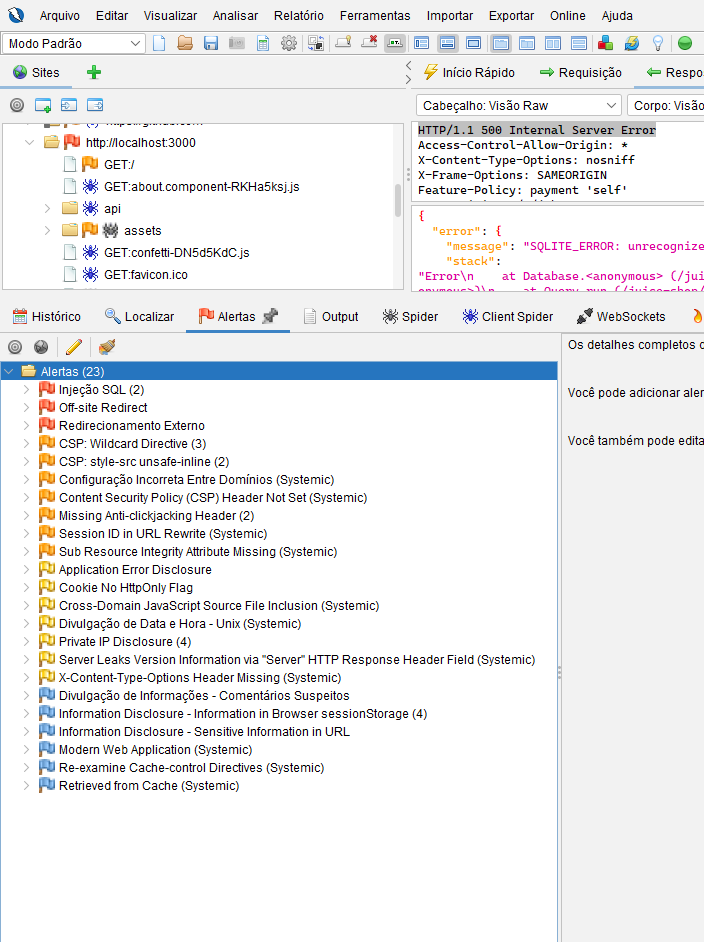 Arquivo Editar Visualizar Analisar Relatório Ferramentas Importar Exportar Online Ajuda
Modo Padrão
Sites
Início Rápido Requisição Respo
Cabeçalho: Visão Raw Corpo: Visão
http://localhost:3000
GET:/
GET:about.component-RKHa5ksj.js
api
assets
GET:confetti-DN5d5KdC.js
GET:favicon.ico
HTTP/1.1 500 Internal Server Error
Access-Control-Allow-Origin: *
X-Content-Type-Options: nosniff
X-Frame-Options: SAMEORIGIN
Feature-Policy: payment 'self'
{
"error": {
"message": "SQLITE_ERROR: unrecognize
"stack":
"Error\n    at Database.<anonymous> (/jui
Histórico Localizar Alertas Output Spider Client Spider WebSockets
Alertas (23)
Injeção SQL (2)
Off-site Redirect
Redirecionamento Externo
CSP: Wildcard Directive (3)
CSP: style-src unsafe-inline (2)
Configuração Incorreta Entre Domínios (Systemic)
Content Security Policy (CSP) Header Not Set (Systemic)
Missing Anti-clickjacking Header (2)
Session ID in URL Rewrite (Systemic)
Sub Resource Integrity Attribute Missing (Systemic)
Application Error Disclosure
Cookie No HttpOnly Flag
Cross-Domain JavaScript Source File Inclusion (Systemic)
Divulgação de Data e Hora - Unix (Systemic)
Private IP Disclosure (4)
Server Leaks Version Information via "Server" HTTP Response Header Field (Systemic)
X-Content-Type-Options Header Missing (Systemic)
Divulgação de Informações - Comentários Suspeitos
Information Disclosure - Information in Browser sessionStorage (4)
Information Disclosure - Sensitive Information in URL
Modern Web Application (Systemic)
Re-examine Cache-control Directives (Systemic)
Retrieved from Cache (Systemic)
Os detalhes completos d
Você pode adicionar aler
Você também pode edita